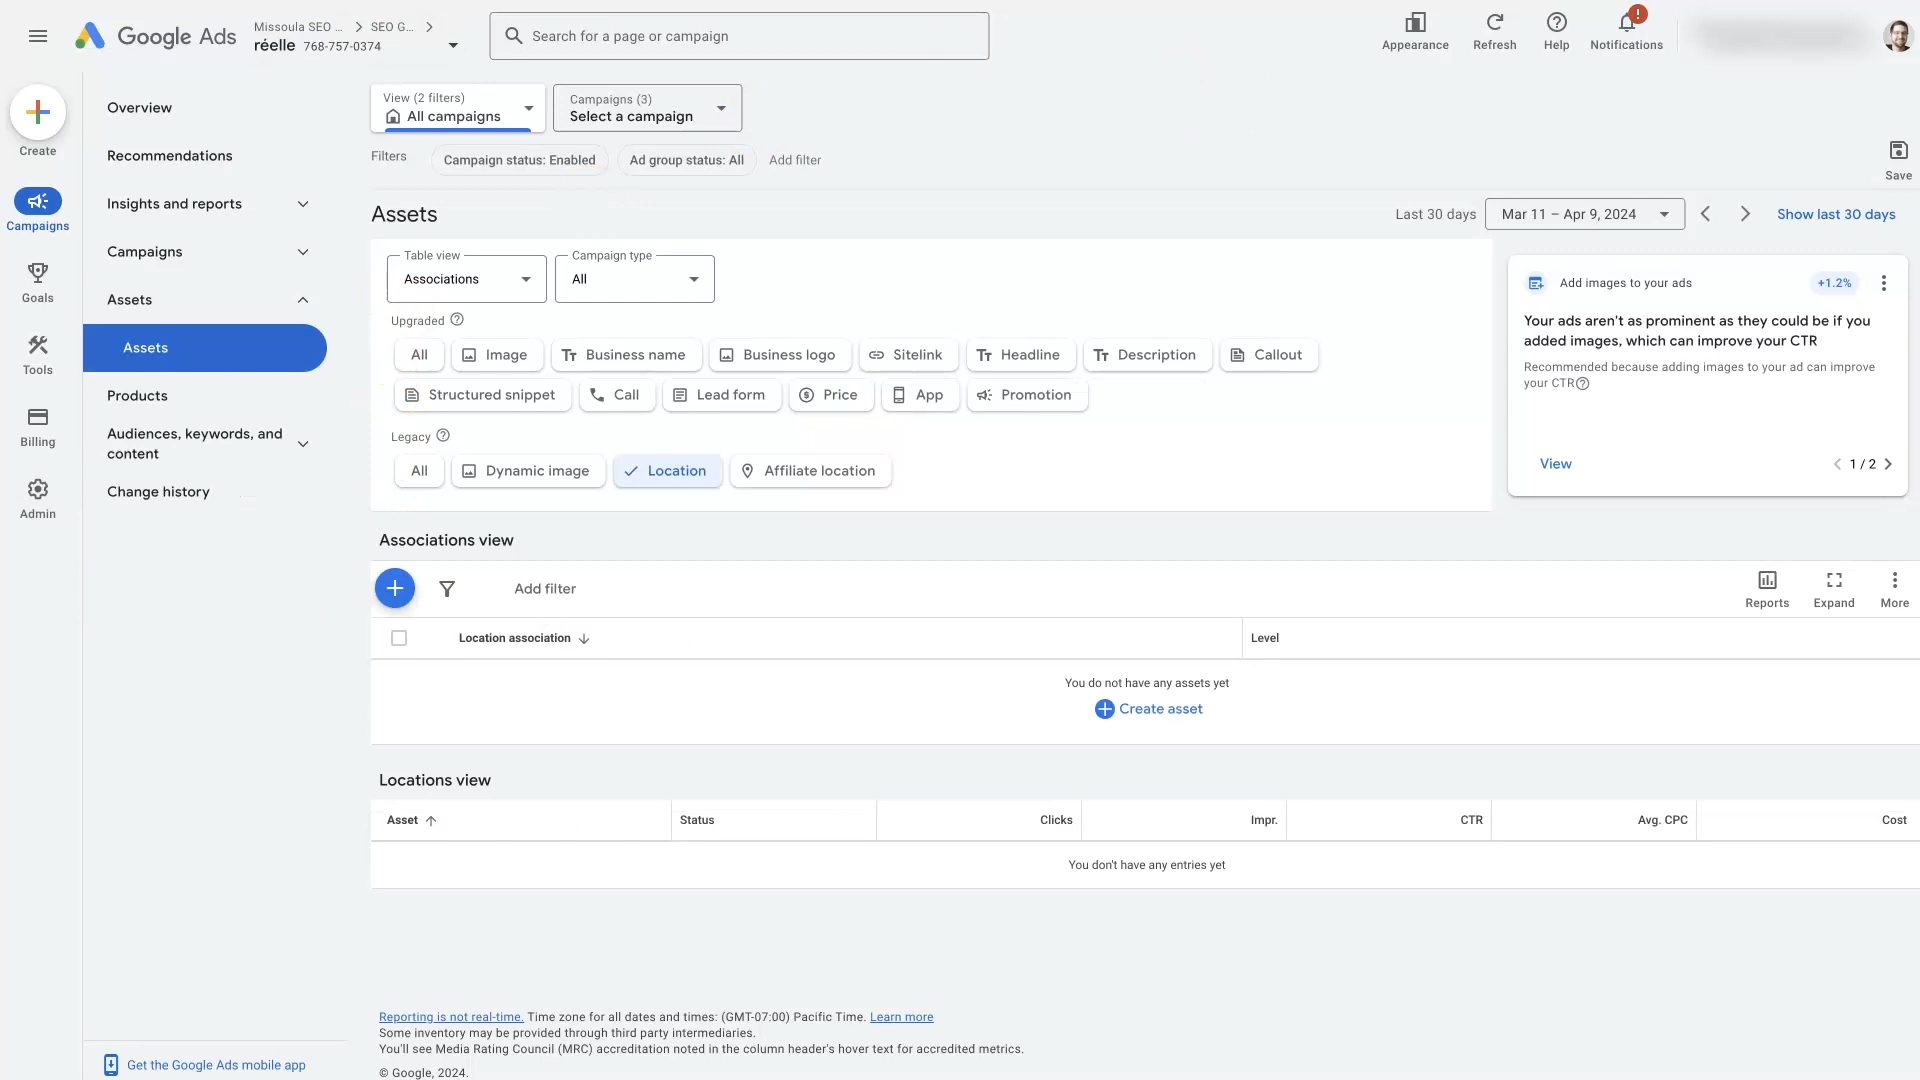 Google Ads
Missoula SEO ... > SEO G... >
réelle 768-757-0374
Search for a page or campaign
Appearance
Refresh
Help
!
Notifications
Create
Campaigns
Goals
Tools
Billing
Admin
Overview
Recommendations
Insights and reports
Campaigns
Assets
Assets
Products
Audiences, keywords, and
content
Change history
Get the Google Ads mobile app
View (2 filters)
All campaigns
Campaigns (3)
Select a campaign
Filters
Campaign status: Enabled
Ad group status: All
Add filter
Save
Assets
Last 30 days
Mar 11 – Apr 9, 2024
Show last 30 days
Table view
Associations
Campaign type
All
Upgraded
All
Image
Business name
Business logo
Sitelink
Headline
Description
Callout
Structured snippet
Call
Lead form
Price
App
Promotion
Legacy
All
Dynamic image
Location
Affiliate location
Add images to your ads
+1.2%
Your ads aren't as prominent as they could be if you
added images, which can improve your CTR
Recommended because adding images to your ad can improve
your CTR
View
1 / 2
Associations view
Add filter
Reports
Expand
More
Location association
Level
You do not have any assets yet
Create asset
Locations view
Asset
Status
Clicks
Impr.
CTR
Avg. CPC
Cost
You don't have any entries yet
Reporting is not real-time. Time zone for all dates and times: (GMT-07:00) Pacific Time. Learn more
Some inventory may be provided through third party intermediaries.
You'll see Media Rating Council (MRC) accreditation noted in the column header's hover text for accredited metrics.
© Google, 2024.